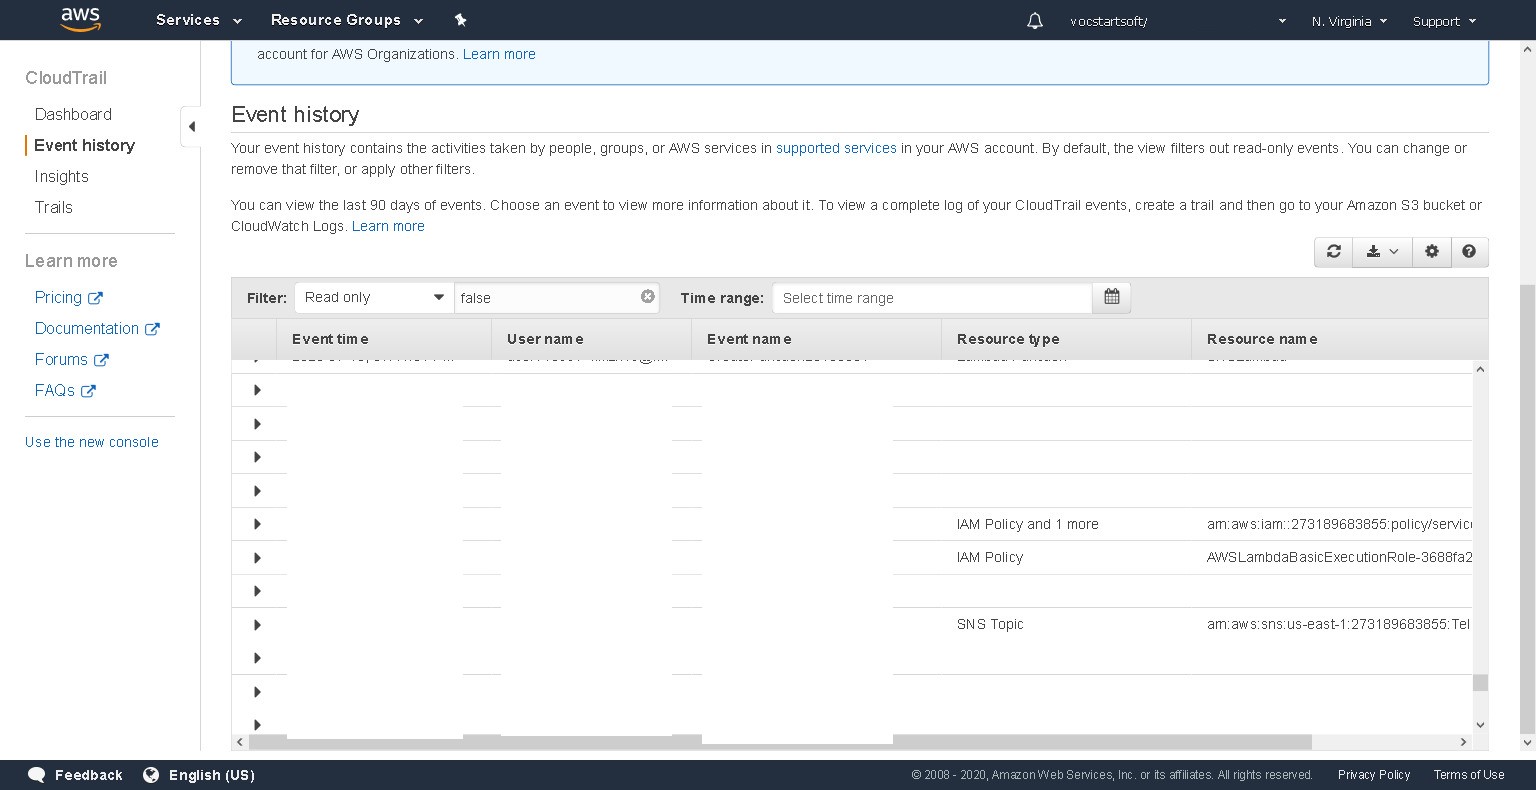 aws Services Resource Groups vocstartsoft/ N. Virginia Support
account for AWS Organizations. Learn more
CloudTrail
Dashboard
Event history
Insights
Trails
Learn more
Pricing
Documentation
Forums
FAQs
Use the new console
Event history
Your event history contains the activities taken by people, groups, or AWS services in supported services in your AWS account. By default, the view filters out read-only events. You can change or
remove that filter, or apply other filters.
You can view the last 90 days of events. Choose an event to view more information about it. To view a complete log of your CloudTrail events, create a trail and then go to your Amazon S3 bucket or
CloudWatch Logs. Learn more
Filter: Read only false Time range: Select time range
Event time User name Event name Resource type Resource name
IAM Policy and 1 more arn:aws:iam::273189683855:policy/servic
IAM Policy AWSLambdaBasicExecutionRole-3688fa2
SNS Topic arn:aws:sns:us-east-1:273189683855:Tel
Feedback English (US) © 2008 - 2020, Amazon Web Services, Inc. or its affiliates. All rights reserved. Privacy Policy Terms of Use